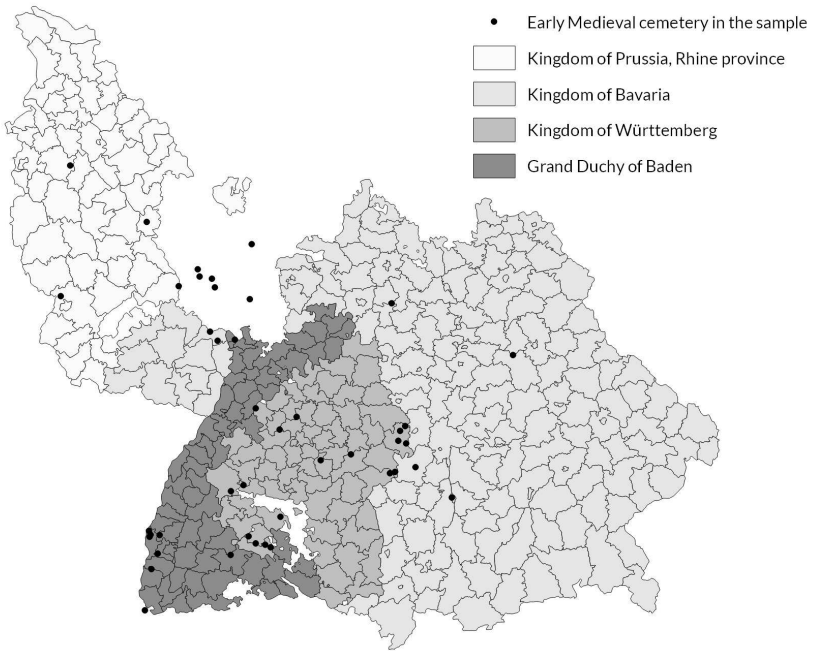 Early Medieval cemetery in the sample
Kingdom of Prussia, Rhine province
Kingdom of Bavaria
Kingdom of Württemberg
Grand Duchy of Baden